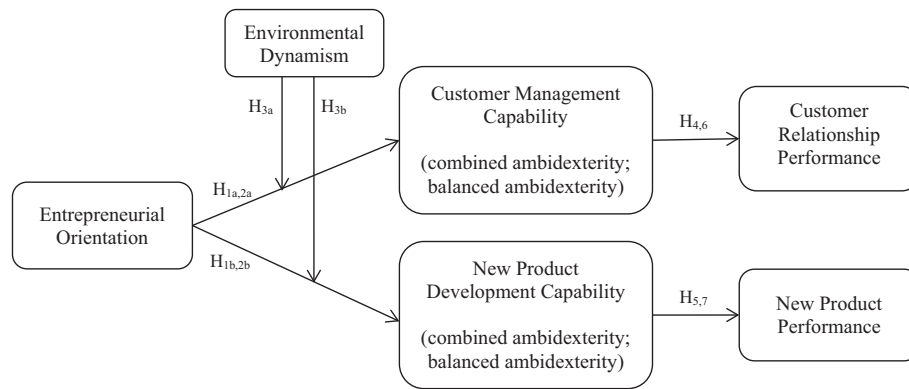 Environmental
Dynamism
H3a
H3b
Customer Management
Capability
(combined ambidexterity;
balanced ambidexterity)
H4,6
Customer
Relationship
Performance
H1a,2a
Entrepreneurial
Orientation
H1b,2b
New Product
Development Capability
(combined ambidexterity;
balanced ambidexterity)
H5,7
New Product
Performance